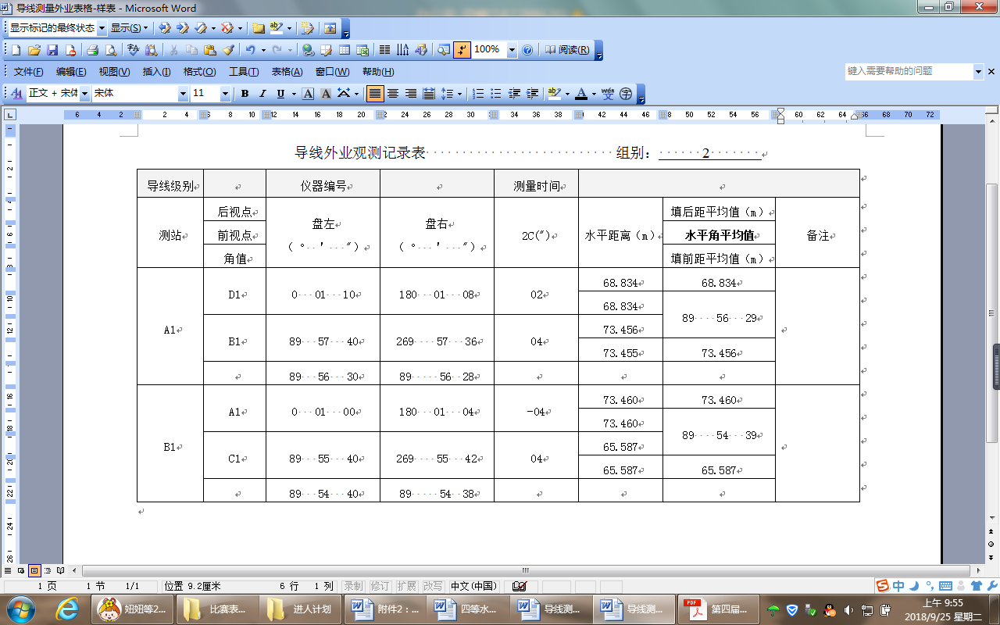 导线测量外业表格-样表 - Microsoft Word
显示标记的最终状态 显示(S)
100% 阅读(R)
文件(F) 编辑(E) 视图(V) 插入(I) 格式(O) 工具(T) 表格(A) 窗口(W) 帮助(H) 键入需要帮助的问题
正文 + 宋体 宋体 11 B I U A A A wén 字
6 4 2 2 4 6 8 10 12 14 16 18 20 22 24 26 28 30 32 34 36 38 40 42 44 46 48 50 52 54 56 60 62 64 66 68 70 72
导线外业观测记录表 组别： 2
导线级别 仪器编号 测量时间
测站 后视点 盘左 盘右 2C(″) 水平距离（m） 填后距平均值（m） 备注
前视点 （ ° ′ ″） （ ° ′ ″） 水平角平均值
角值 填前距平均值（m）
A1 D1 0 01 10 180 01 08 02 68.834 68.834
68.834 89 56 29
B1 89 57 40 269 57 36 04 73.456
73.455 73.456
89 56 30 89 56 28
B1 A1 0 01 00 180 01 04 -04 73.460 73.460
73.460 89 54 39
C1 89 55 40 269 55 42 04 65.587
65.587 65.587
89 54 40 89 54 38
1 页 1 节 1/1 位置 9.2厘米 6 行 1 列 录制 修订 扩展 改写 中文(中国)
中
妞妞等2... 比赛表... 进人计划 附件2：... 四等水... 导线测... 导线测... 第四届... 上午 9:55
2018/9/25 星期二